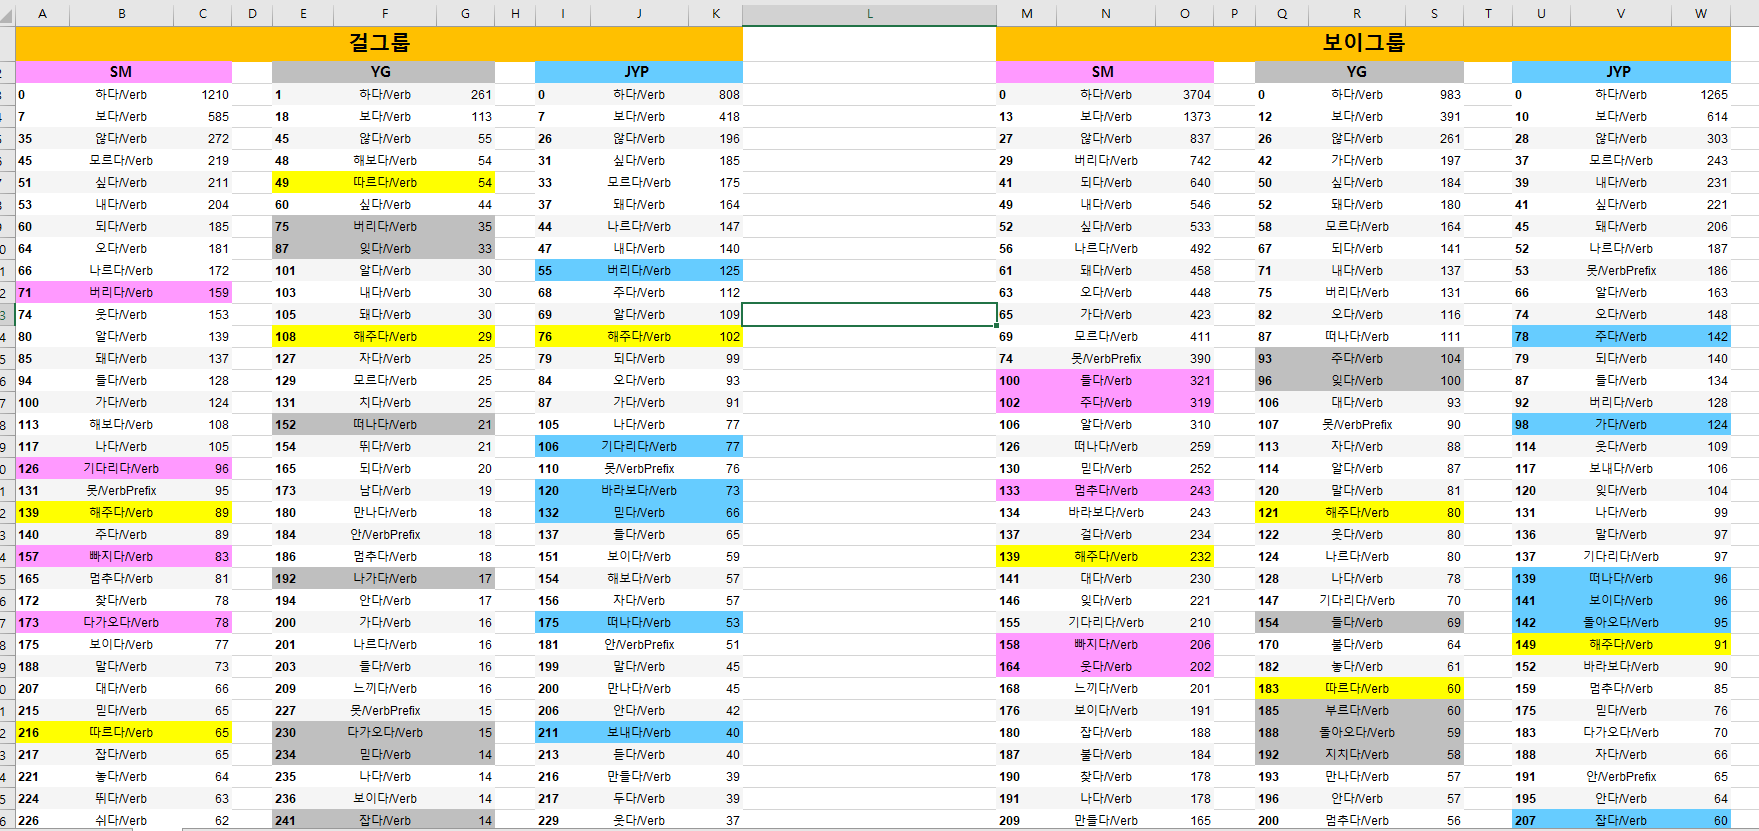 A B C D E F G H I J K L M N O P Q R S T U V W
걸그룹 보이그룹
SM YG JYP SM YG JYP
0 하다/Verb 1210 1 하다/Verb 261 0 하다/Verb 808 0 하다/Verb 3704 0 하다/Verb 983 0 하다/Verb 1265
7 보다/Verb 585 18 보다/Verb 113 7 보다/Verb 418 13 보다/Verb 1373 12 보다/Verb 391 10 보다/Verb 614
35 않다/Verb 272 45 않다/Verb 55 26 않다/Verb 196 27 않다/Verb 837 26 않다/Verb 261 28 않다/Verb 303
45 모르다/Verb 219 48 해보다/Verb 54 31 싶다/Verb 185 29 버리다/Verb 742 42 가다/Verb 197 37 모르다/Verb 243
51 싶다/Verb 211 49 따르다/Verb 54 33 모르다/Verb 175 41 되다/Verb 640 50 싶다/Verb 184 39 내다/Verb 231
53 내다/Verb 204 60 싶다/Verb 44 37 돼다/Verb 164 49 내다/Verb 546 52 돼다/Verb 180 41 싶다/Verb 221
60 되다/Verb 185 75 버리다/Verb 35 44 나르다/Verb 147 52 싶다/Verb 533 58 모르다/Verb 164 45 돼다/Verb 206
64 오다/Verb 181 87 잊다/Verb 33 47 내다/Verb 140 56 나르다/Verb 492 67 되다/Verb 141 52 나르다/Verb 187
66 나르다/Verb 172 101 알다/Verb 30 55 버리다/Verb 125 61 돼다/Verb 458 71 내다/Verb 137 53 못/VerbPrefix 186
71 버리다/Verb 159 103 내다/Verb 30 68 주다/Verb 112 63 오다/Verb 448 75 버리다/Verb 131 66 알다/Verb 163
74 웃다/Verb 153 105 돼다/Verb 30 69 알다/Verb 109 65 가다/Verb 423 82 오다/Verb 116 74 오다/Verb 148
80 알다/Verb 139 108 해주다/Verb 29 76 해주다/Verb 102 69 모르다/Verb 411 87 떠나다/Verb 111 78 주다/Verb 142
85 돼다/Verb 137 127 자다/Verb 25 79 되다/Verb 99 74 못/VerbPrefix 390 93 주다/Verb 104 79 되다/Verb 140
94 들다/Verb 128 129 모르다/Verb 25 84 오다/Verb 93 100 들다/Verb 321 96 잊다/Verb 100 87 들다/Verb 134
100 가다/Verb 124 131 치다/Verb 25 87 가다/Verb 91 102 주다/Verb 319 106 대다/Verb 93 92 버리다/Verb 128
113 해보다/Verb 108 152 떠나다/Verb 21 105 나다/Verb 77 106 알다/Verb 310 107 못/VerbPrefix 90 98 가다/Verb 124
117 나다/Verb 105 154 뛰다/Verb 21 106 기다리다/Verb 77 126 떠나다/Verb 259 113 자다/Verb 88 114 웃다/Verb 109
126 기다리다/Verb 96 165 되다/Verb 20 110 못/VerbPrefix 76 130 믿다/Verb 252 114 알다/Verb 87 117 보내다/Verb 106
131 못/VerbPrefix 95 173 남다/Verb 19 120 바라보다/Verb 73 133 멈추다/Verb 243 120 말다/Verb 81 120 잊다/Verb 104
139 해주다/Verb 89 180 만나다/Verb 18 132 믿다/Verb 66 134 바라보다/Verb 243 121 해주다/Verb 80 131 나다/Verb 99
140 주다/Verb 89 184 안/VerbPrefix 18 137 들다/Verb 65 137 걸다/Verb 234 122 웃다/Verb 80 136 말다/Verb 97
157 빠지다/Verb 83 186 멈추다/Verb 18 151 보이다/Verb 59 139 해주다/Verb 232 124 나르다/Verb 80 137 기다리다/Verb 97
165 멈추다/Verb 81 192 나가다/Verb 17 154 해보다/Verb 57 141 대다/Verb 230 128 나다/Verb 78 139 떠나다/Verb 96
172 찾다/Verb 78 194 안다/Verb 17 156 자다/Verb 57 146 잊다/Verb 221 147 기다리다/Verb 70 141 보이다/Verb 96
173 다가오다/Verb 78 200 가다/Verb 16 175 떠나다/Verb 53 155 기다리다/Verb 210 154 들다/Verb 69 142 돌아오다/Verb 95
175 보이다/Verb 77 201 나르다/Verb 16 181 안/VerbPrefix 51 158 빠지다/Verb 206 170 불다/Verb 64 149 해주다/Verb 91
188 말다/Verb 73 203 들다/Verb 16 199 말다/Verb 45 164 웃다/Verb 202 182 놓다/Verb 61 152 바라보다/Verb 90
207 대다/Verb 66 209 느끼다/Verb 16 200 만나다/Verb 45 168 느끼다/Verb 201 183 따르다/Verb 60 159 멈추다/Verb 85
215 믿다/Verb 65 227 못/VerbPrefix 15 206 안다/Verb 42 176 보이다/Verb 191 185 부르다/Verb 60 175 믿다/Verb 76
216 따르다/Verb 65 230 다가오다/Verb 15 211 보내다/Verb 40 180 잡다/Verb 188 188 돌아오다/Verb 59 183 다가오다/Verb 70
217 잡다/Verb 65 234 믿다/Verb 14 213 듣다/Verb 40 187 불다/Verb 184 192 지치다/Verb 58 188 자다/Verb 66
221 놓다/Verb 64 235 나다/Verb 14 216 만들다/Verb 39 190 찾다/Verb 178 193 만나다/Verb 57 191 안/VerbPrefix 65
224 뛰다/Verb 63 236 보이다/Verb 14 217 두다/Verb 39 191 나다/Verb 178 196 안다/Verb 57 195 안다/Verb 64
226 쉬다/Verb 62 241 잡다/Verb 14 229 웃다/Verb 37 209 만들다/Verb 165 200 멈추다/Verb 56 207 잡다/Verb 60